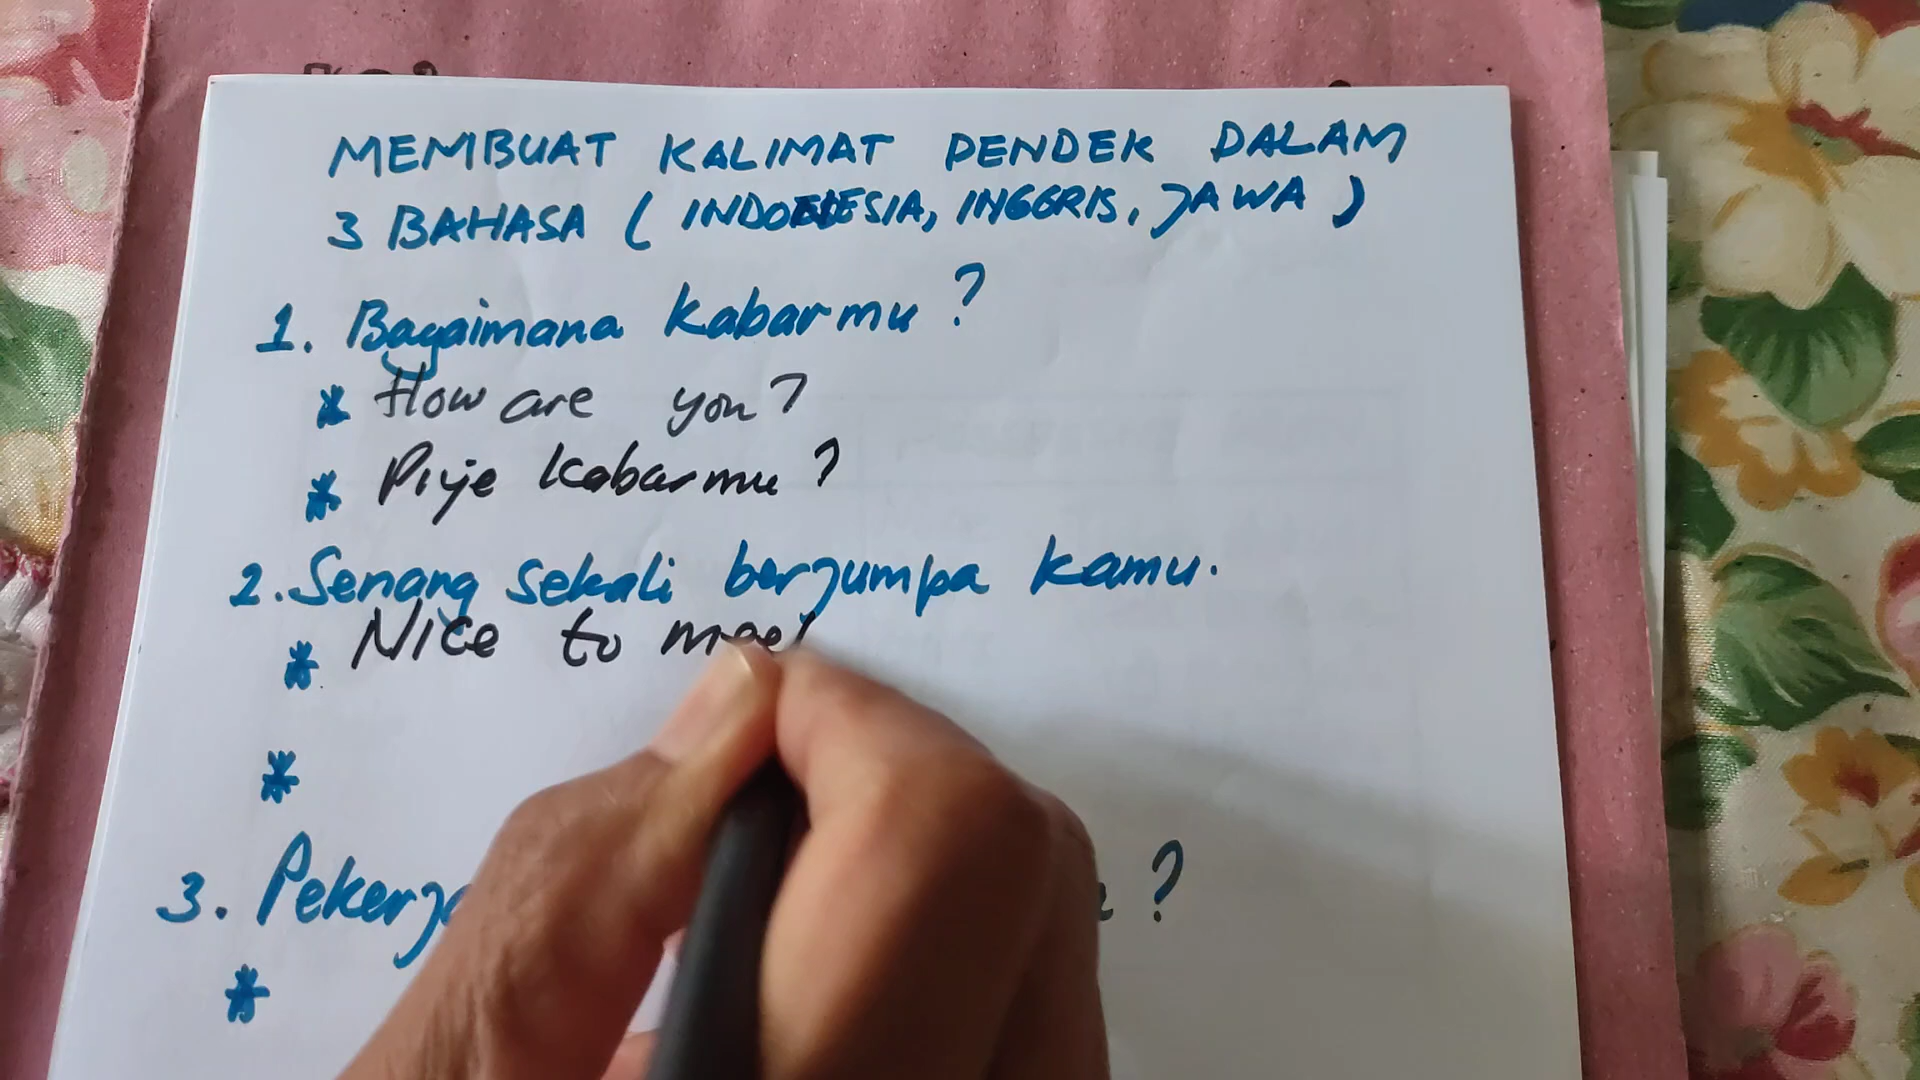 MEMBUAT KALIMAT PENDEK DALAM
3 BAHASA (INDONESIA, INGGRIS, JAWA)
1. Bagaimana kabarmu?
* How are you?
* Piye kabarmu?
2. Senang sekali berjumpa kamu.
* Nice to meet
*
3. ?
*